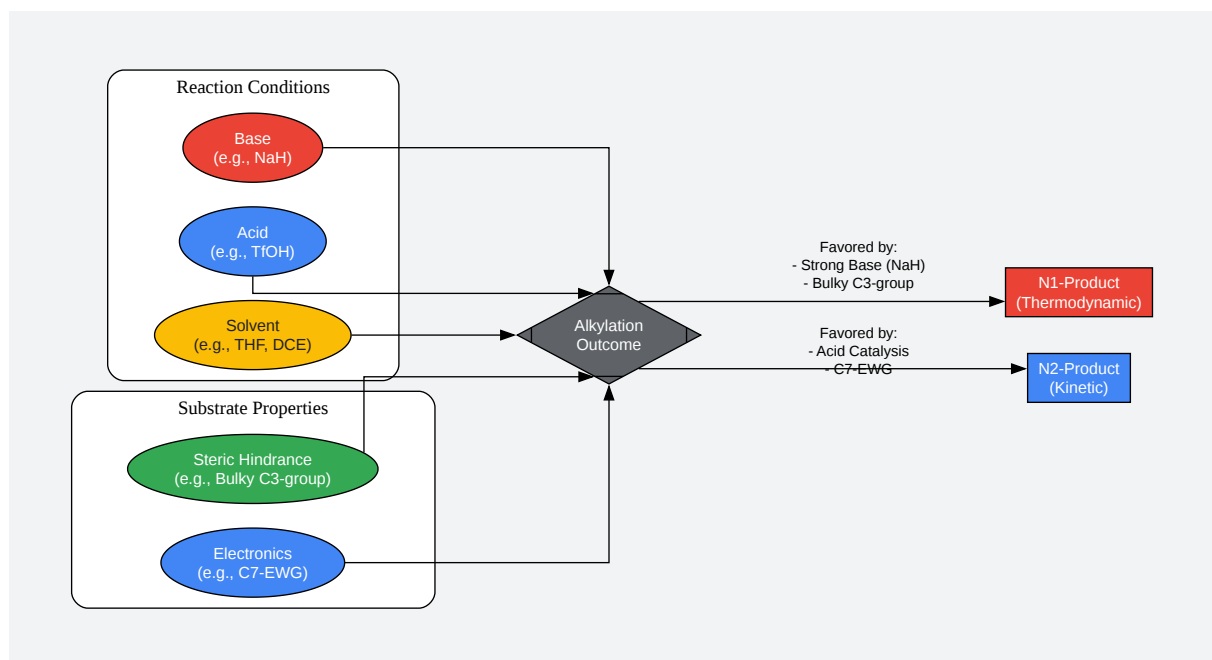 Reaction Conditions
Base
(e.g., NaH)
Acid
(e.g., TfOH)
Solvent
(e.g., THF, DCE)
Substrate Properties
Steric Hindrance
(e.g., Bulky C3-group)
Electronics
(e.g., C7-EWG)
Alkylation
Outcome
Favored by:
- Strong Base (NaH)
- Bulky C3-group
Favored by:
- Acid Catalysis
- C7-EWG
N1-Product
(Thermodynamic)
N2-Product
(Kinetic)